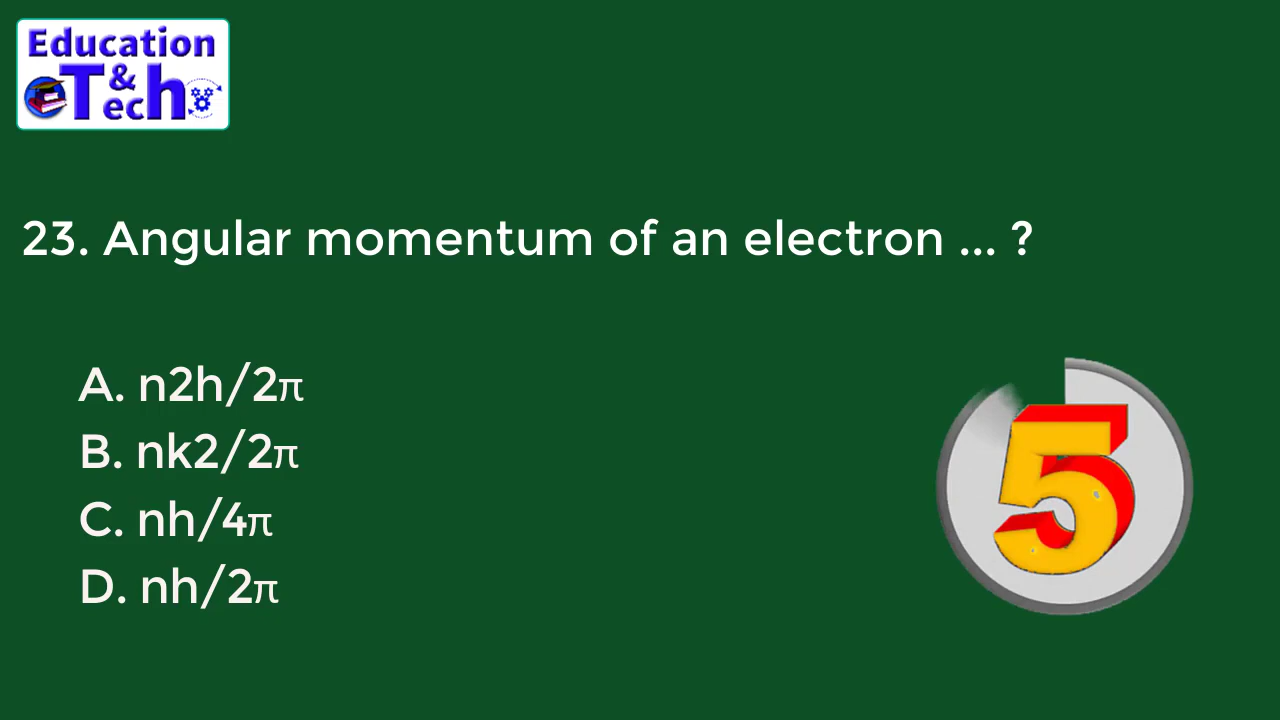 Education
& Tech
23. Angular momentum of an electron ... ?
A. n2h/2π
B. nk2/2π
C. nh/4π
D. nh/2π
5